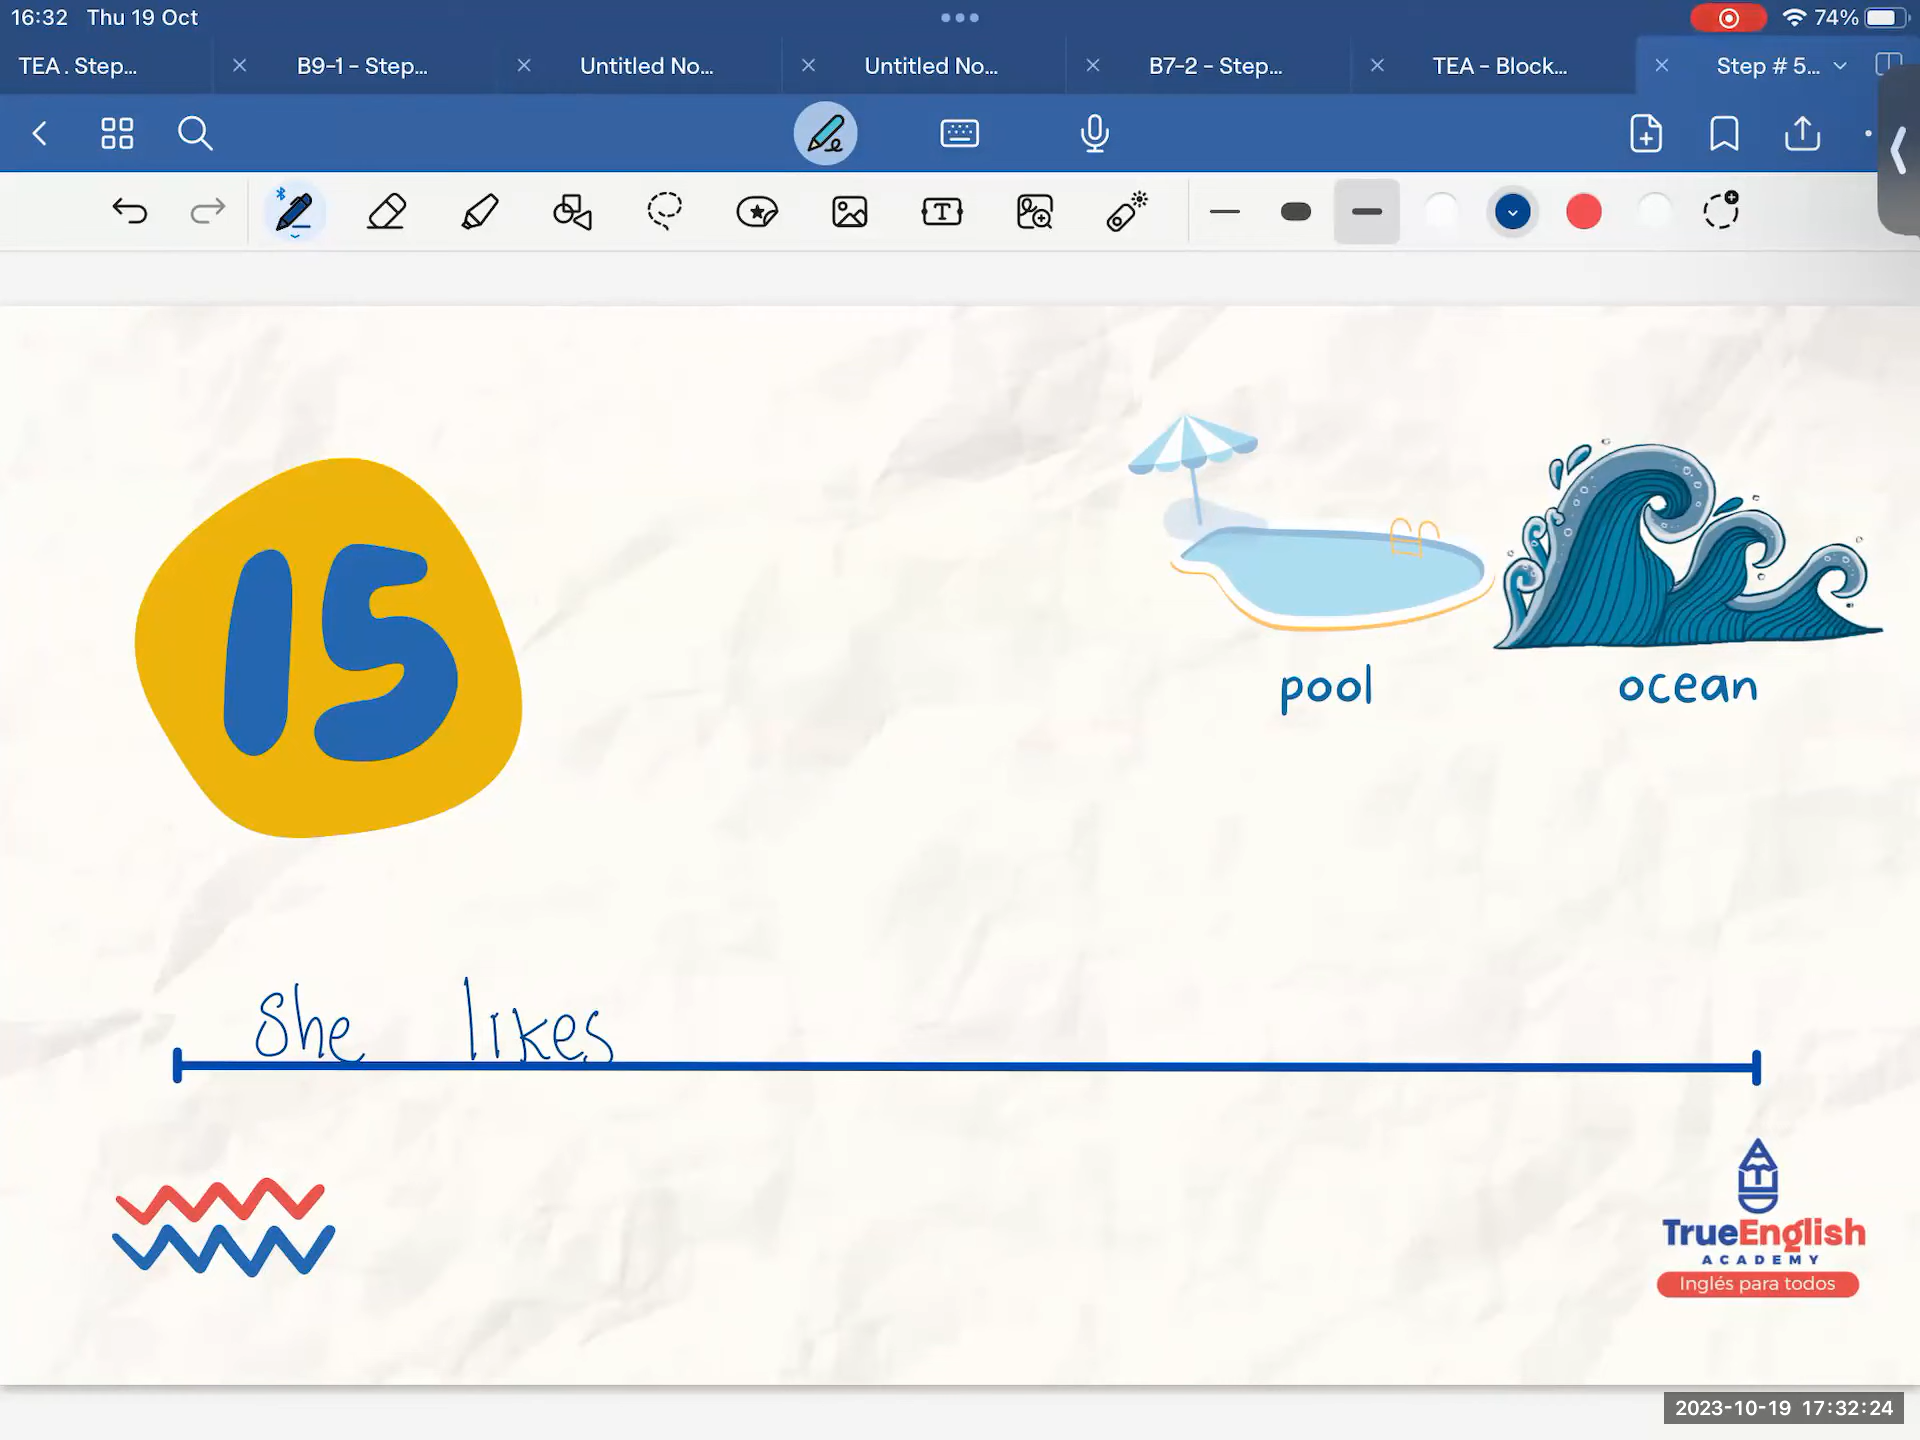 16:32 Thu 19 Oct 74%
TEA . Step... B9-1 - Step... Untitled No... Untitled No... B7-2 - Step... TEA - Block... Step # 5...
15
pool ocean
She likes
TrueEnglish
ACADEMY
Inglés para todos
2023-10-19 17:32:24